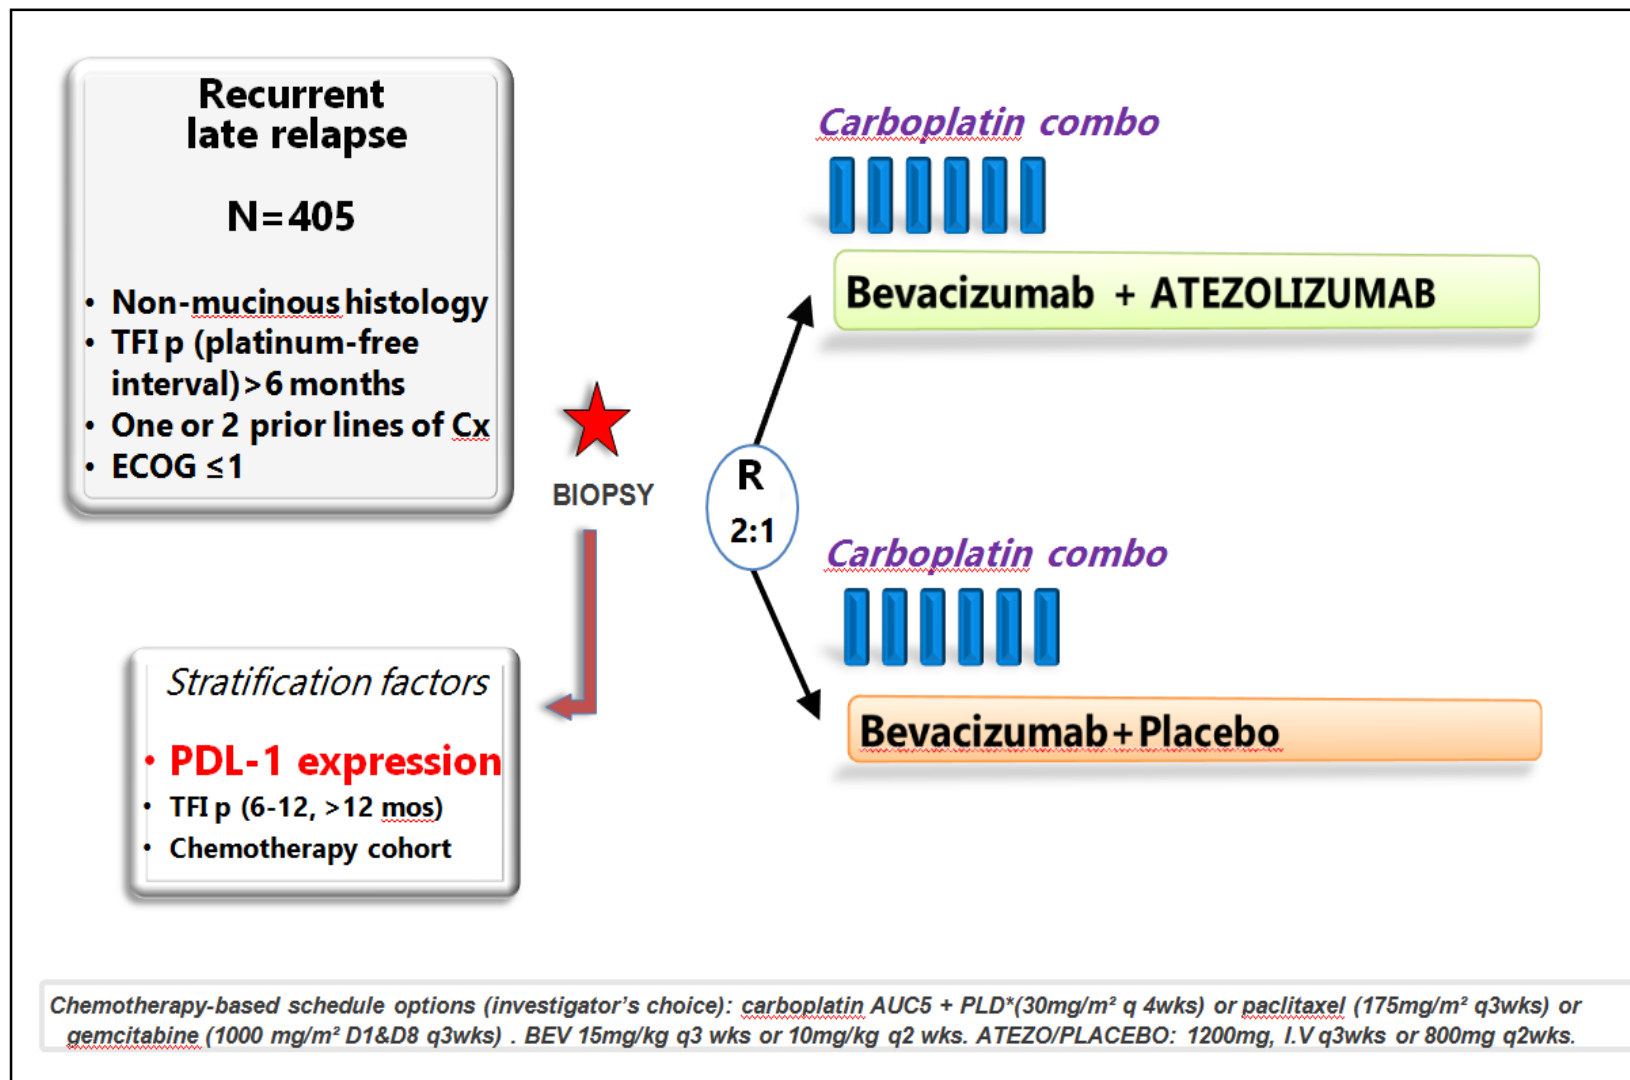 Recurrent
late relapse
N=405
• Non-mucinous histology
• TFI p (platinum-free
interval)>6 months
• One or 2 prior lines of Cx
• ECOG ≤1
BIOPSY
Stratification factors
• PDL-1 expression
• TFI p (6-12, >12 mos)
• Chemotherapy cohort
R
2:1
Carboplatin combo
Bevacizumab + ATEZOLIZUMAB
Carboplatin combo
Bevacizumab+Placebo
Chemotherapy-based schedule options (investigator's choice): carboplatin AUC5 + PLD*(30mg/m² q 4wks) or paclitaxel (175mg/m² q3wks) or
gemcitabine (1000 mg/m² D1&D8 q3wks) . BEV 15mg/kg q3 wks or 10mg/kg q2 wks. ATEZO/PLACEBO: 1200mg, I.V q3wks or 800mg q2wks.